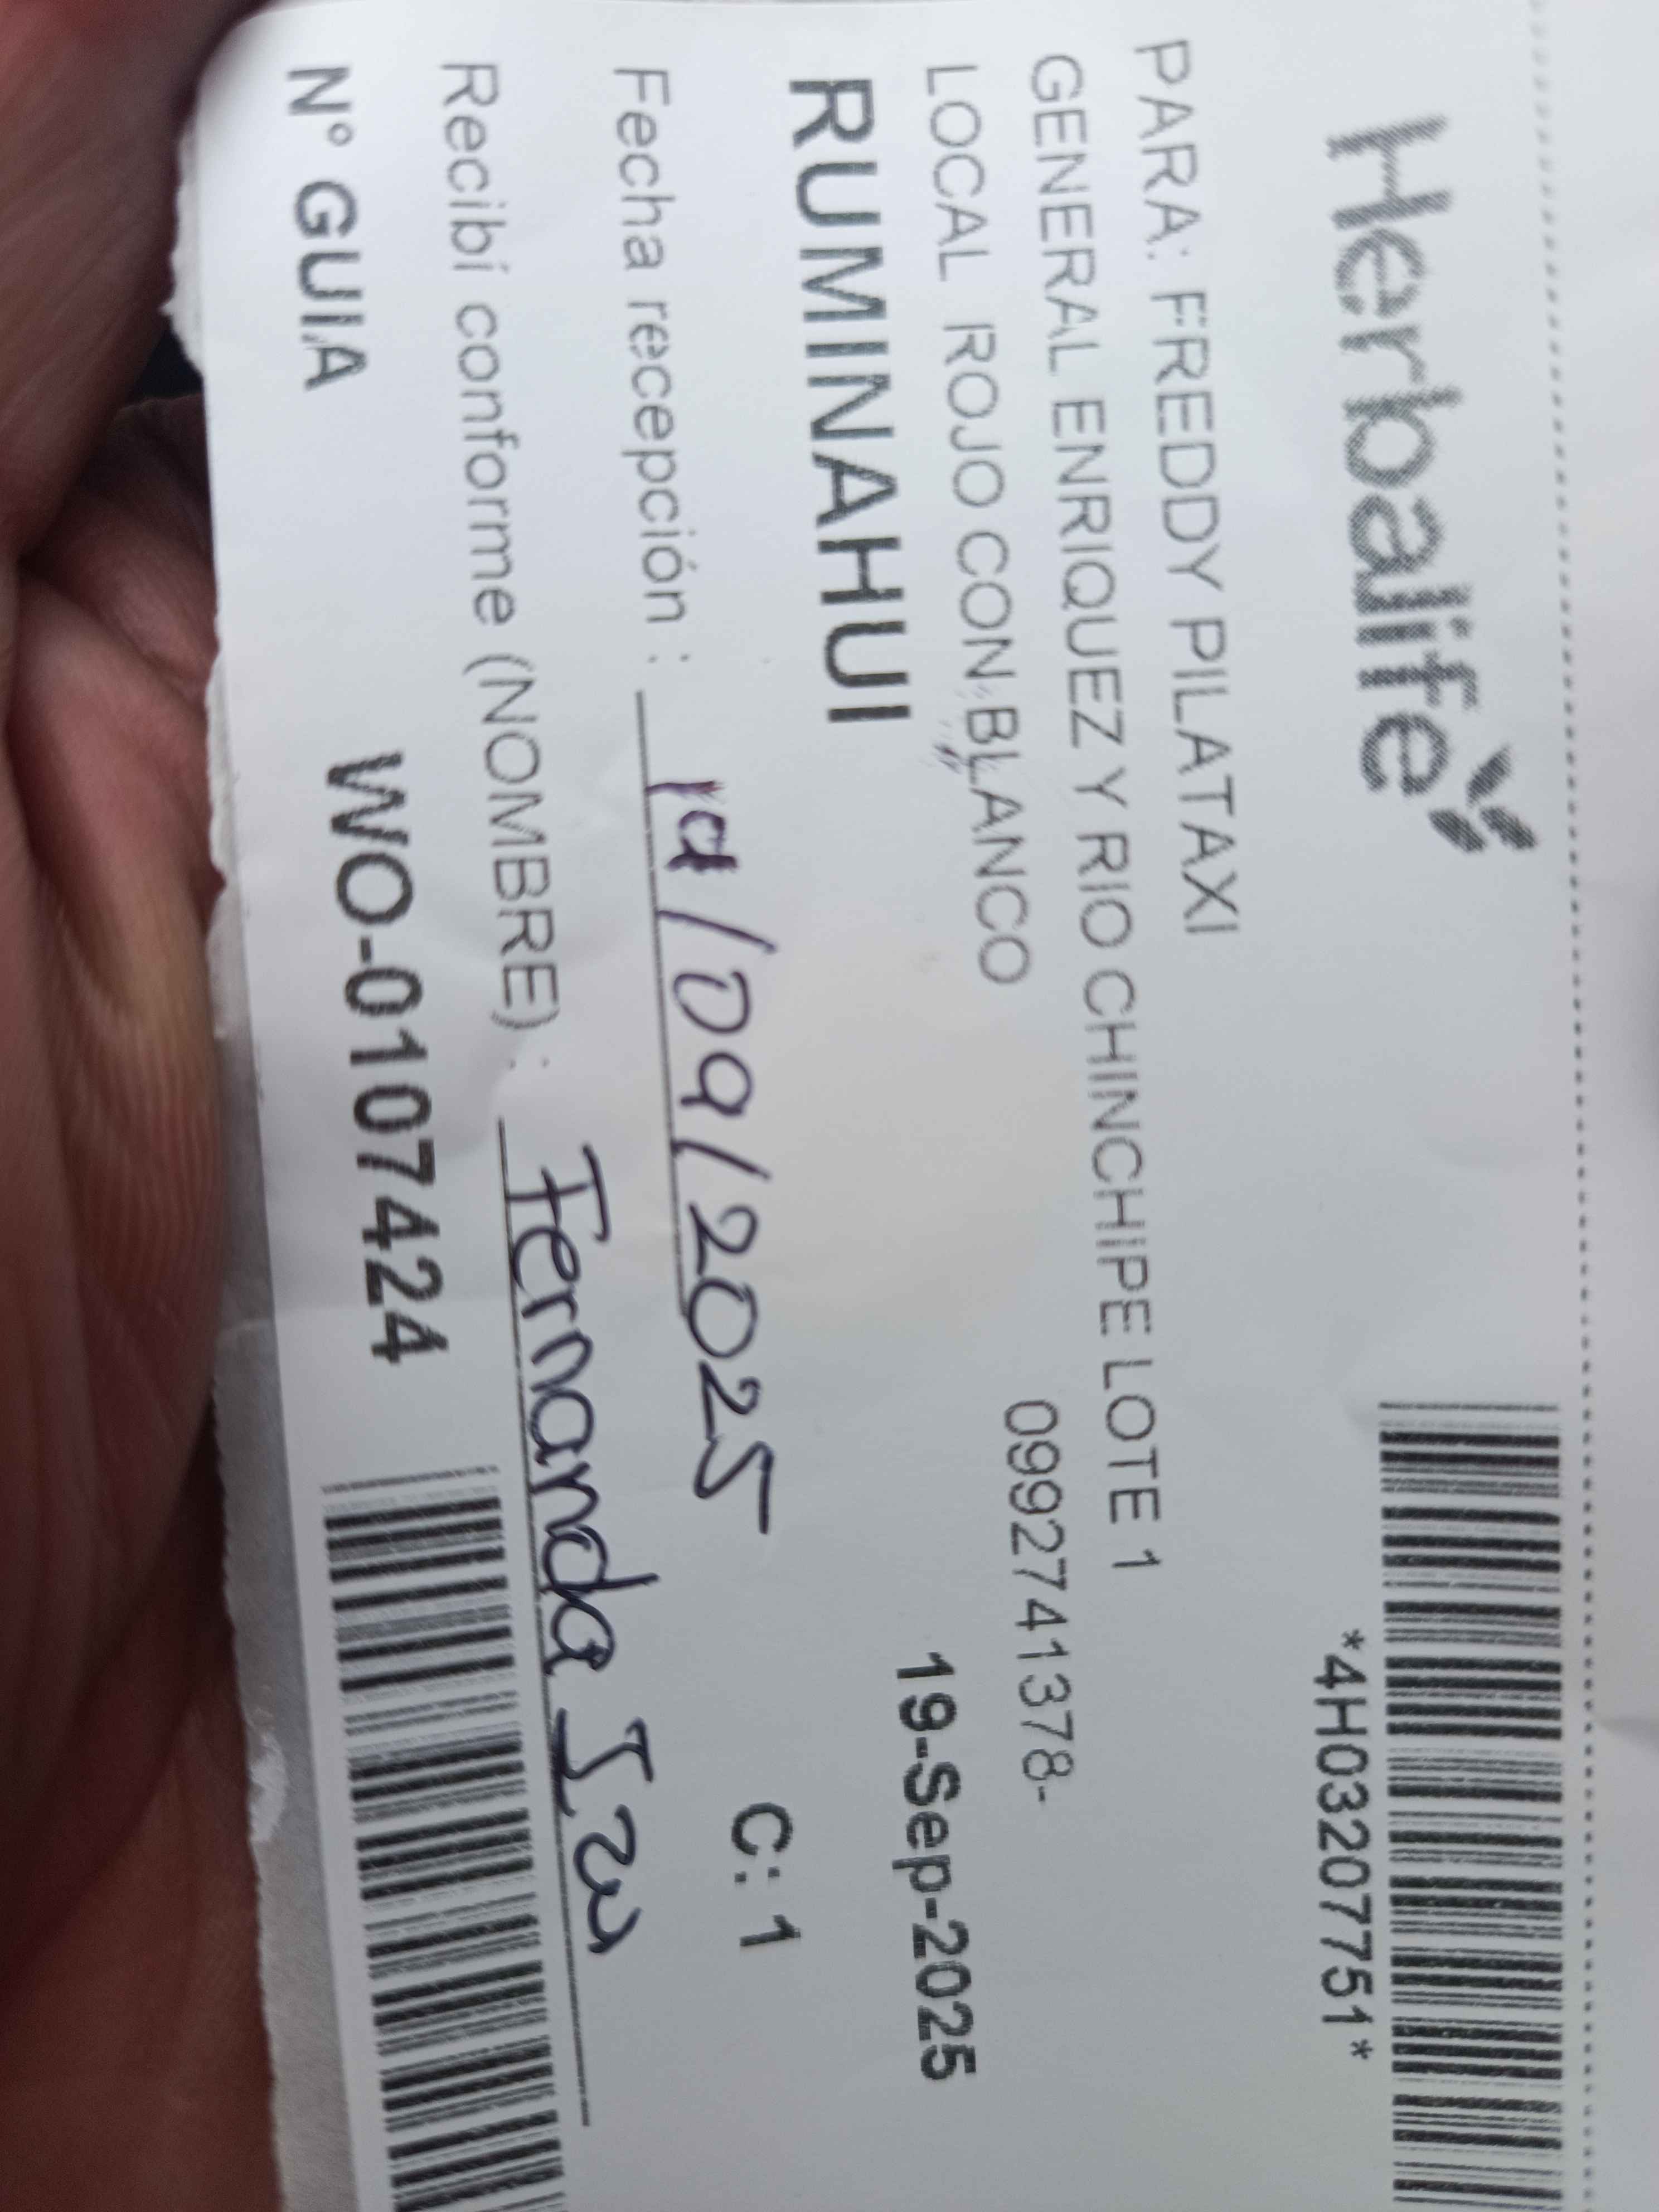 Herbalife
*4H03207751*
PARA: FREDDY PILATAXI
GENERAL ENRIQUEZ Y RIO CHINCHIPE LOTE 1
LOCAL ROJO CON BLANCO 0992741378-
RUMINAHUI 19-Sep-2025
Fecha recepción : 19/09/2025 C: 1
Recibí conforme (NOMBRE) : Fernanda
N° GUIA WO-0107424